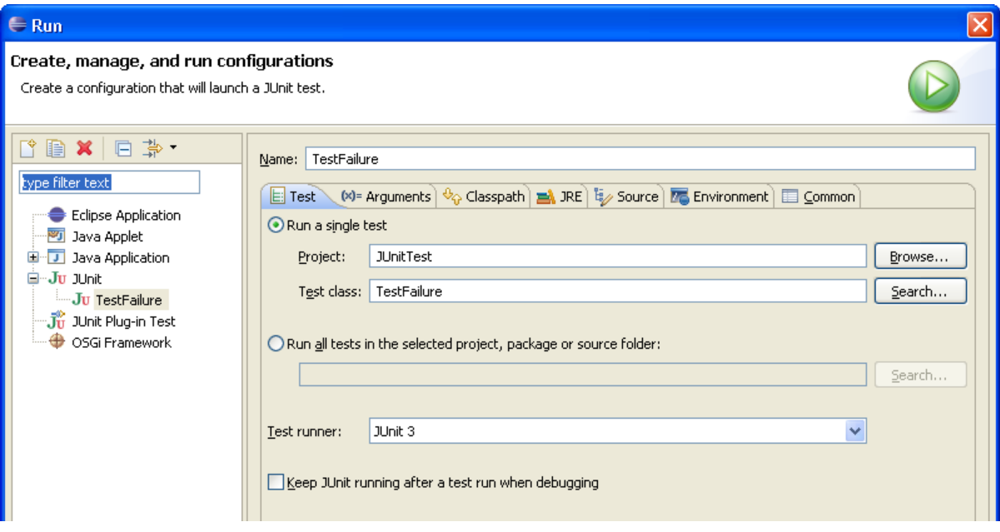 Run
Create, manage, and run configurations
Create a configuration that will launch a JUnit test.
type filter text
Eclipse Application
Java Applet
Java Application
JUnit
TestFailure
JUnit Plug-in Test
OSGi Framework
Name: TestFailure
Test (x)= Arguments Classpath JRE Source Environment Common
Run a single test
Project: JUnitTest Browse...
Test class: TestFailure Search...
Run all tests in the selected project, package or source folder:
Search...
Test runner: JUnit 3
Keep JUnit running after a test run when debugging